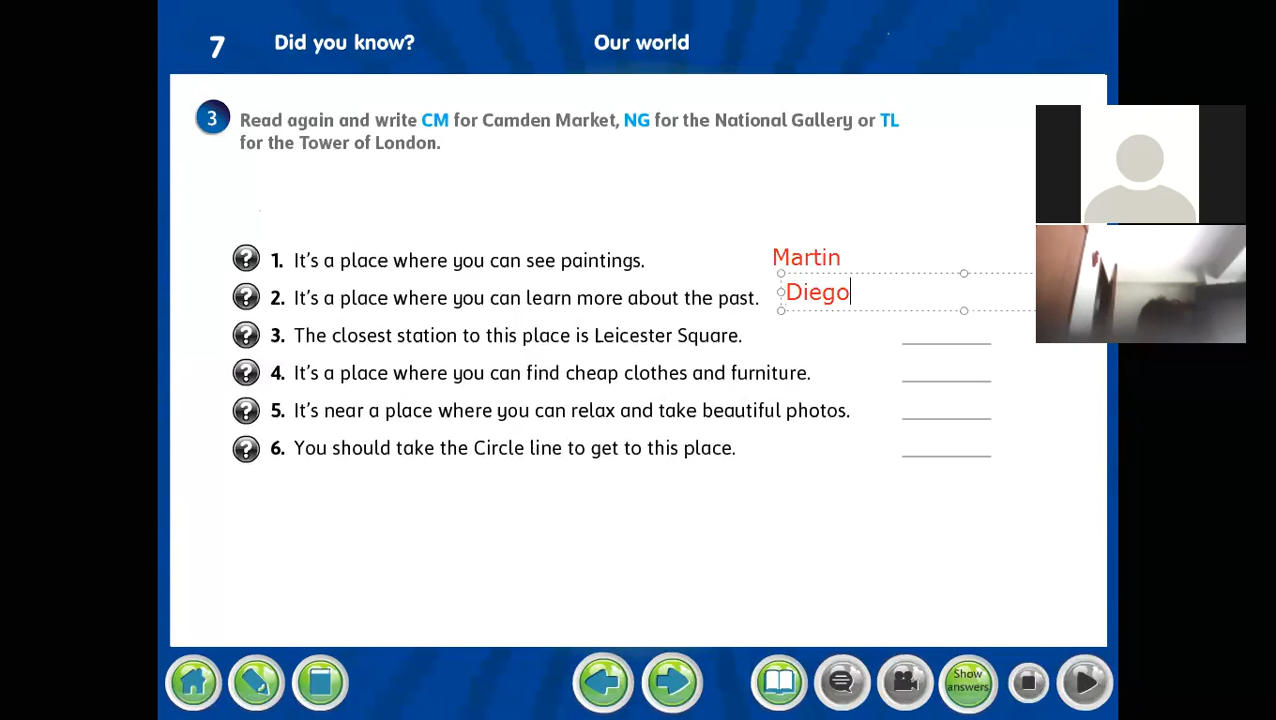 7 Did you know? Our world
3 Read again and write CM for Camden Market, NG for the National Gallery or TL
for the Tower of London.
? 1. It's a place where you can see paintings. Martin
? 2. It's a place where you can learn more about the past. Diego
? 3. The closest station to this place is Leicester Square.
? 4. It's a place where you can find cheap clothes and furniture.
? 5. It's near a place where you can relax and take beautiful photos.
? 6. You should take the Circle line to get to this place.
Show
answers